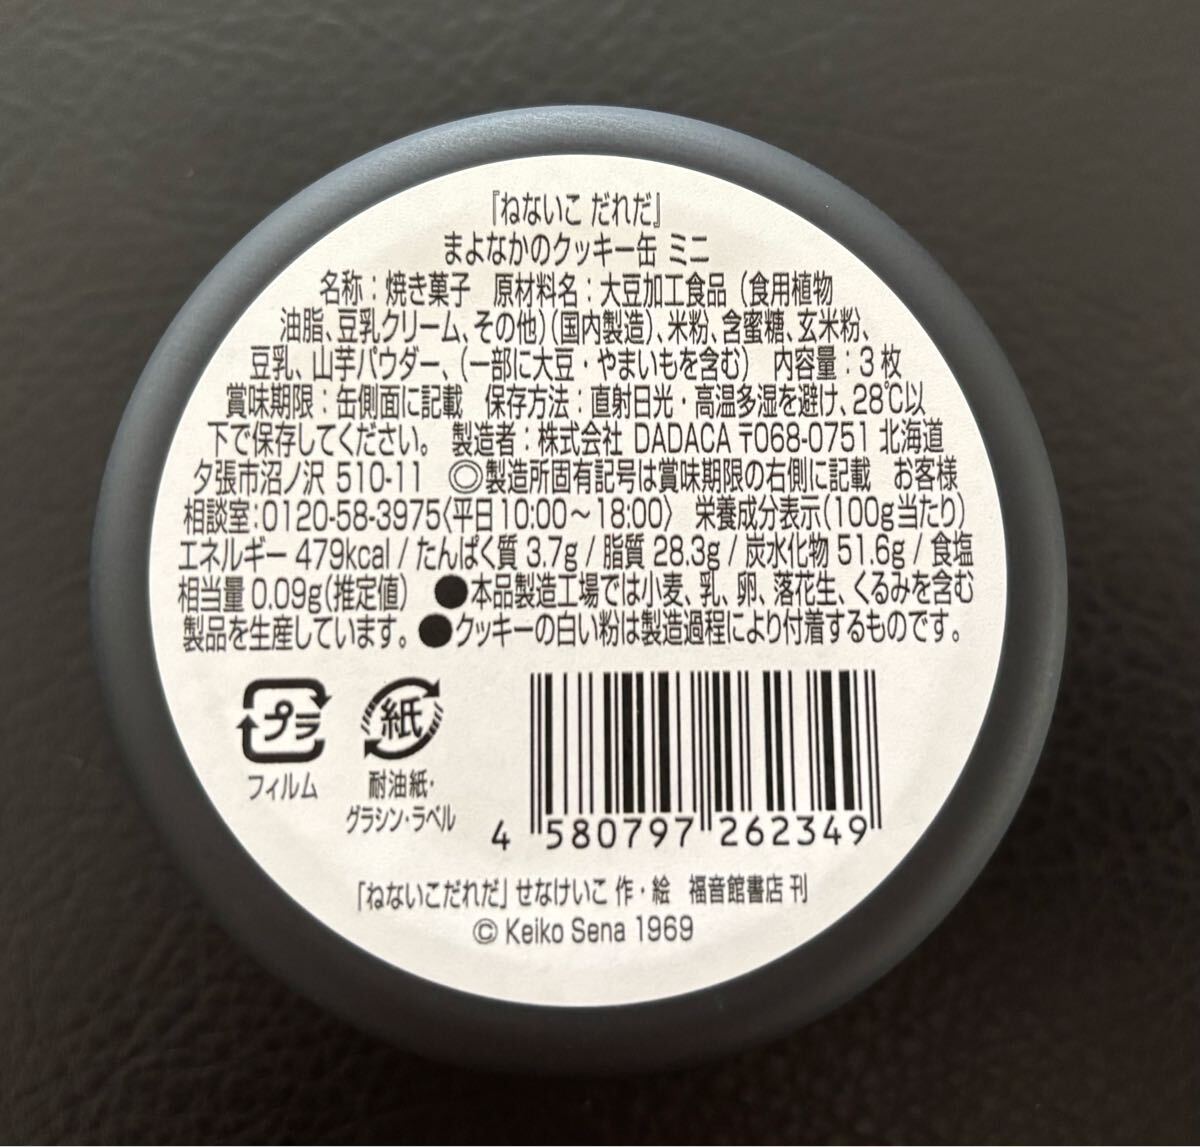 『ねないこ だれだ』
まよなかのクッキー缶 ミニ
名称：焼き菓子　原材料名：大豆加工食品（食用植物
油脂、豆乳クリーム、その他）（国内製造）、米粉、含蜜糖、玄米粉、
豆乳、山芋パウダー、（一部に大豆・やまいもを含む）　内容量：3 枚
賞味期限：缶側面に記載　保存方法：直射日光・高温多湿を避け、28℃以
下で保存してください。 製造者：株式会社 DADACA 〒068-0751 北海道
夕張市沼ノ沢 510-11　◎製造所固有記号は賞味期限の右側に記載　お客様
相談室：0120-58-3975〈平日10:00～18:00〉　栄養成分表示（100g当たり）
エネルギー 479kcal / たんぱく質 3.7g / 脂質 28.3g / 炭水化物 51.6g / 食塩
相当量 0.09g（推定値）　●本品製造工場では小麦、乳、卵、落花生、くるみを含む
製品を生産しています。●クッキーの白い粉は製造過程により付着するものです。
プラ
フィルム
紙
耐油紙・
グラシン・ラベル
4 580797 262349
「ねないこだれだ」せなけいこ 作・絵　福音館書店 刊
© Keiko Sena 1969